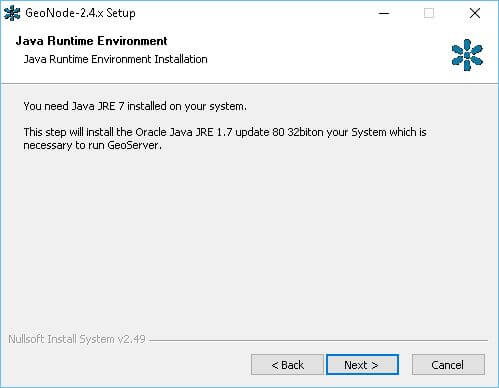 GeoNode-2.4.x Setup
Java Runtime Environment
Java Runtime Environment Installation
You need Java JRE 7 installed on your system.
This step will install the Oracle Java JRE 1.7 update 80 32biton your System which is
necessary to run GeoServer.
Nullsoft Install System v2.49
< Back
Next >
Cancel